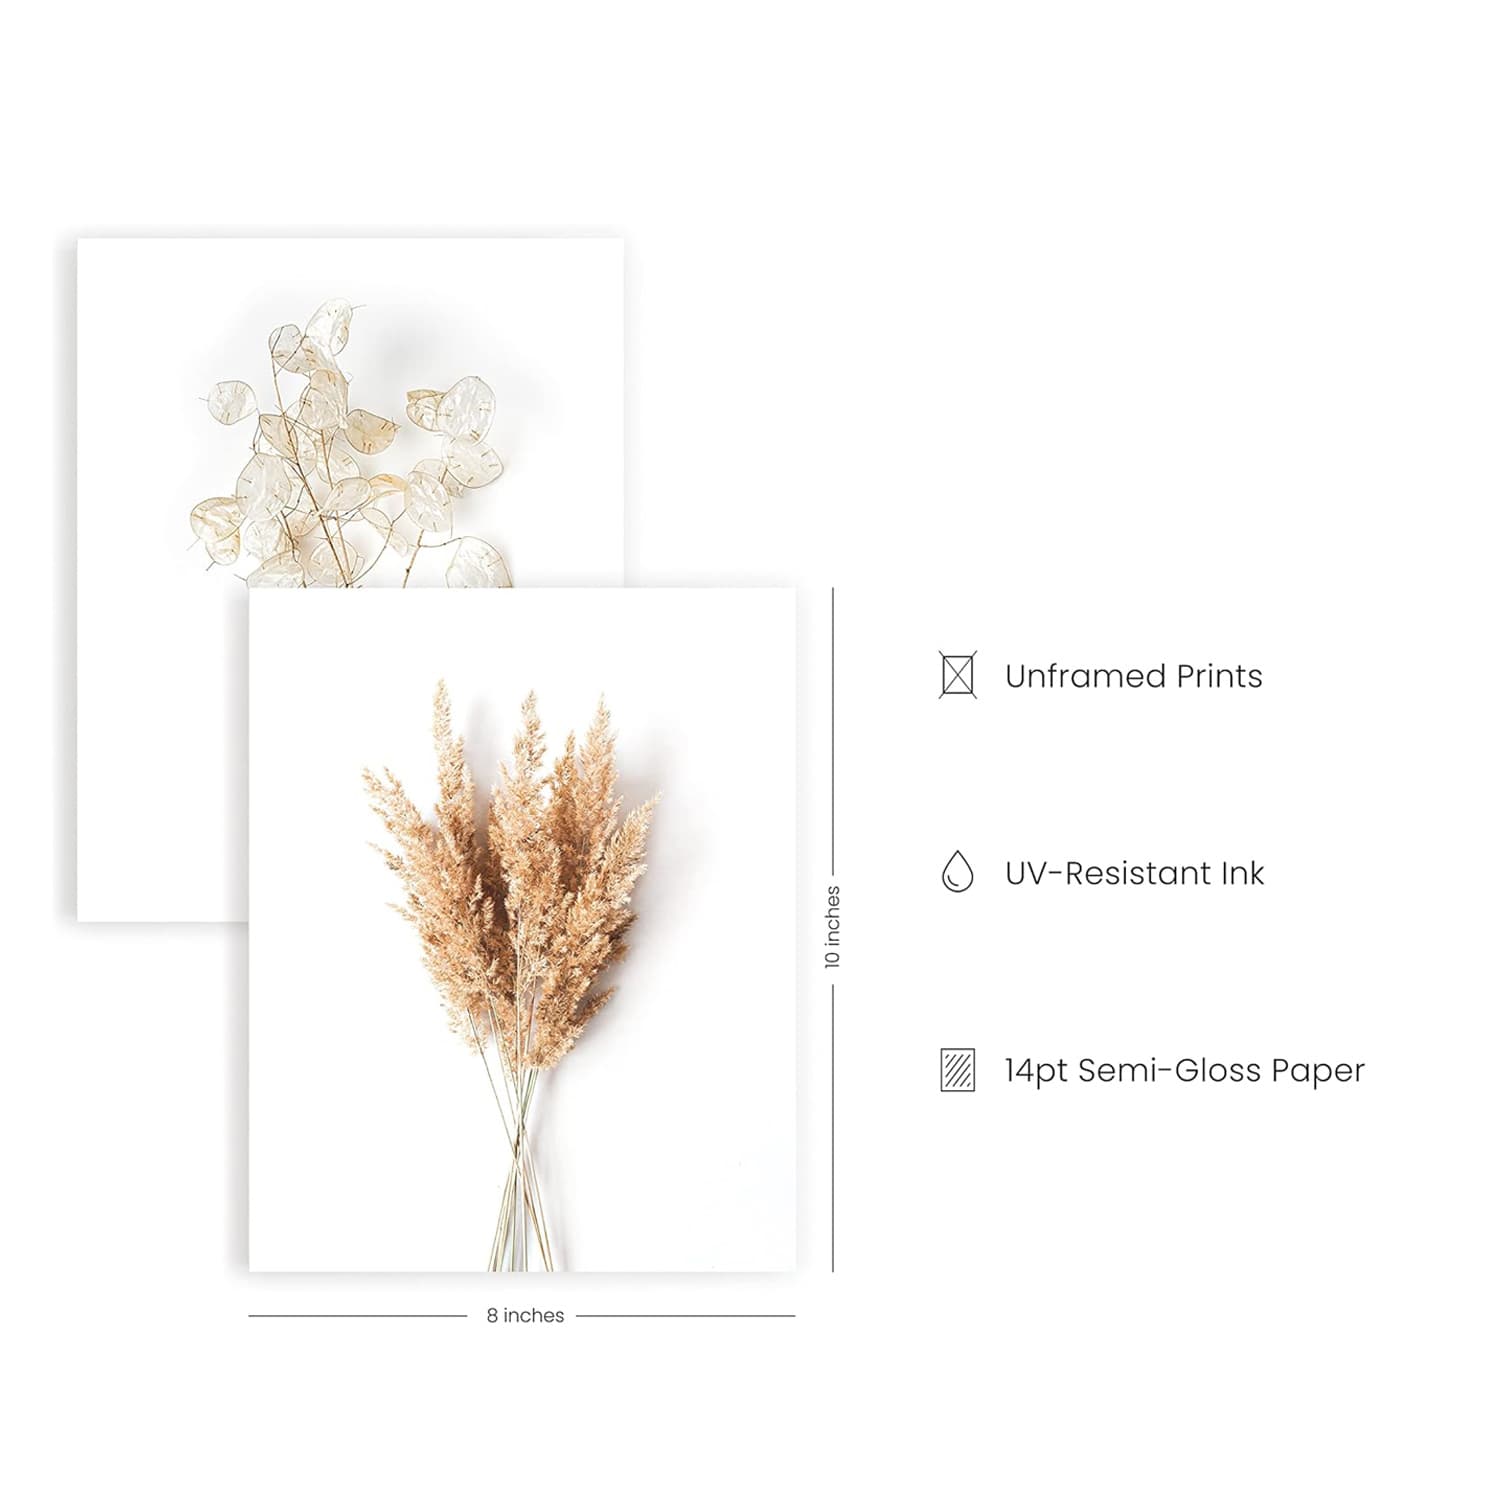 Unframed Prints
UV-Resistant Ink
10 inches
14pt Semi-Gloss Paper
8 inches